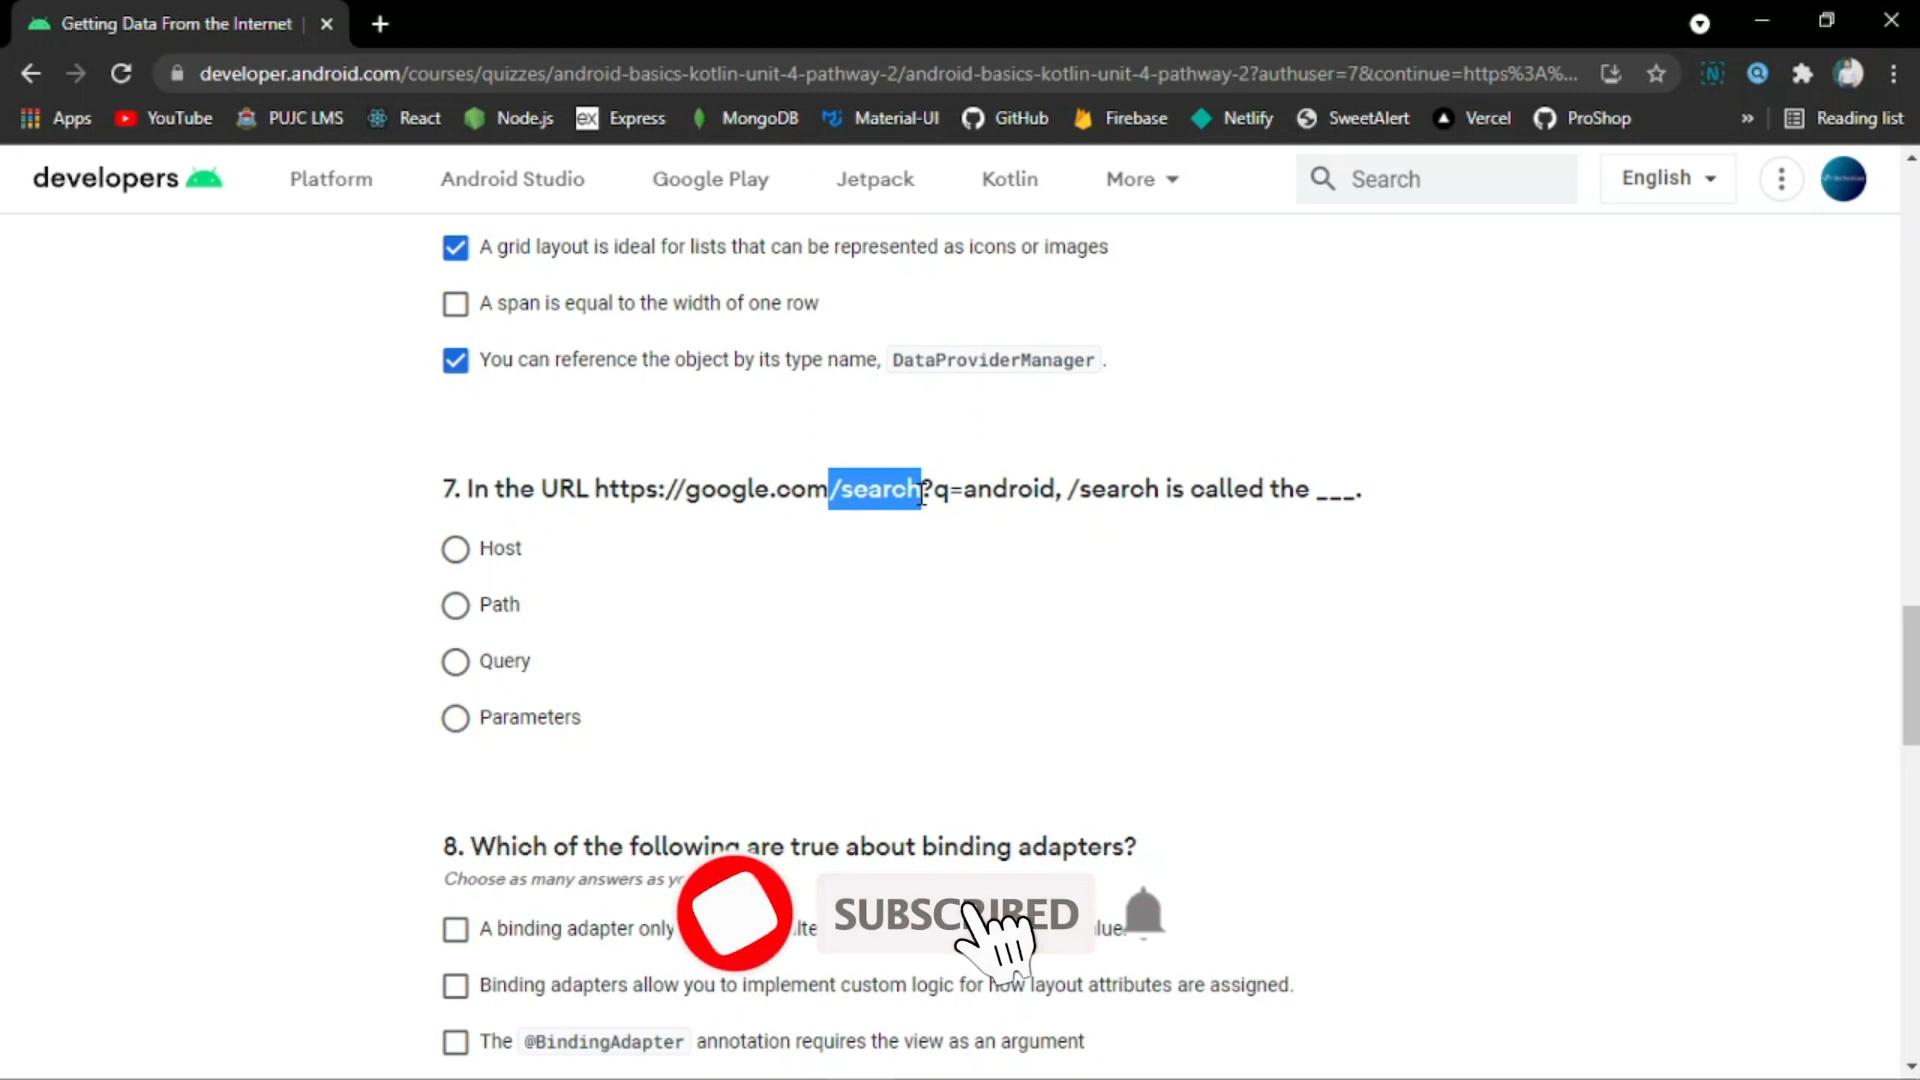 Getting Data From the Internet
developer.android.com/courses/quizzes/android-basics-kotlin-unit-4-pathway-2/android-basics-kotlin-unit-4-pathway-2?authuser=7&continue=https%3A%...
Apps YouTube PUJC LMS React Node.js ex Express MongoDB Material-UI GitHub Firebase Netlify SweetAlert Vercel ProShop » Reading list
developers Platform Android Studio Google Play Jetpack Kotlin More Search English
A grid layout is ideal for lists that can be represented as icons or images
A span is equal to the width of one row
You can reference the object by its type name, DataProviderManager.
7. In the URL https://google.com/search?q=android, /search is called the ___.
Host
Path
Query
Parameters
8. Which of the following are true about binding adapters?
Choose as many answers as
SUBSCRIBED
A binding adapter only
Binding adapters allow you to implement custom logic for how layout attributes are assigned.
The @BindingAdapter annotation requires the view as an argument